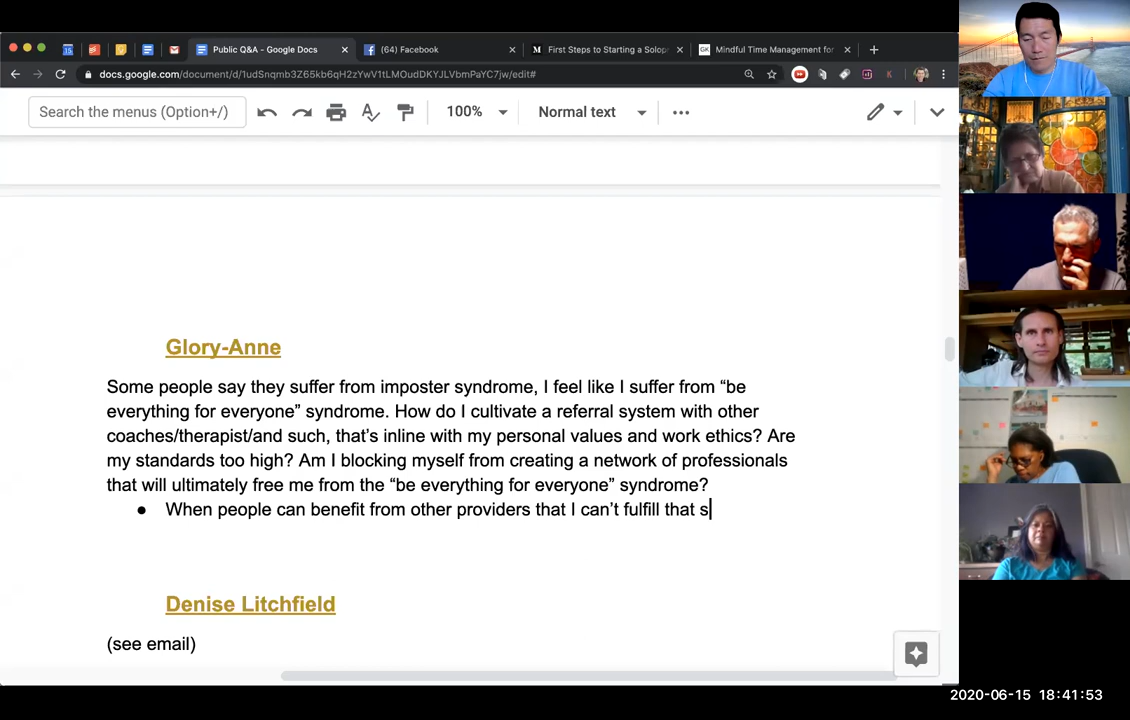 Public Q&A - Google Docs
(64) Facebook
First Steps to Starting a Solopr
Mindful Time Management for
docs.google.com/document/d/1udSnqmb3Z65kb6qH2zYwV1tLMOudDKYJLVbmPaYC7jw/edit#
Search the menus (Option+/)
100%
Normal text
Glory-Anne
Some people say they suffer from imposter syndrome, I feel like I suffer from “be
everything for everyone” syndrome. How do I cultivate a referral system with other
coaches/therapist/and such, that’s inline with my personal values and work ethics? Are
my standards too high? Am I blocking myself from creating a network of professionals
that will ultimately free me from the “be everything for everyone” syndrome?
● When people can benefit from other providers that I can’t fulfill that s
Denise Litchfield
(see email)
2020-06-15 18:41:53